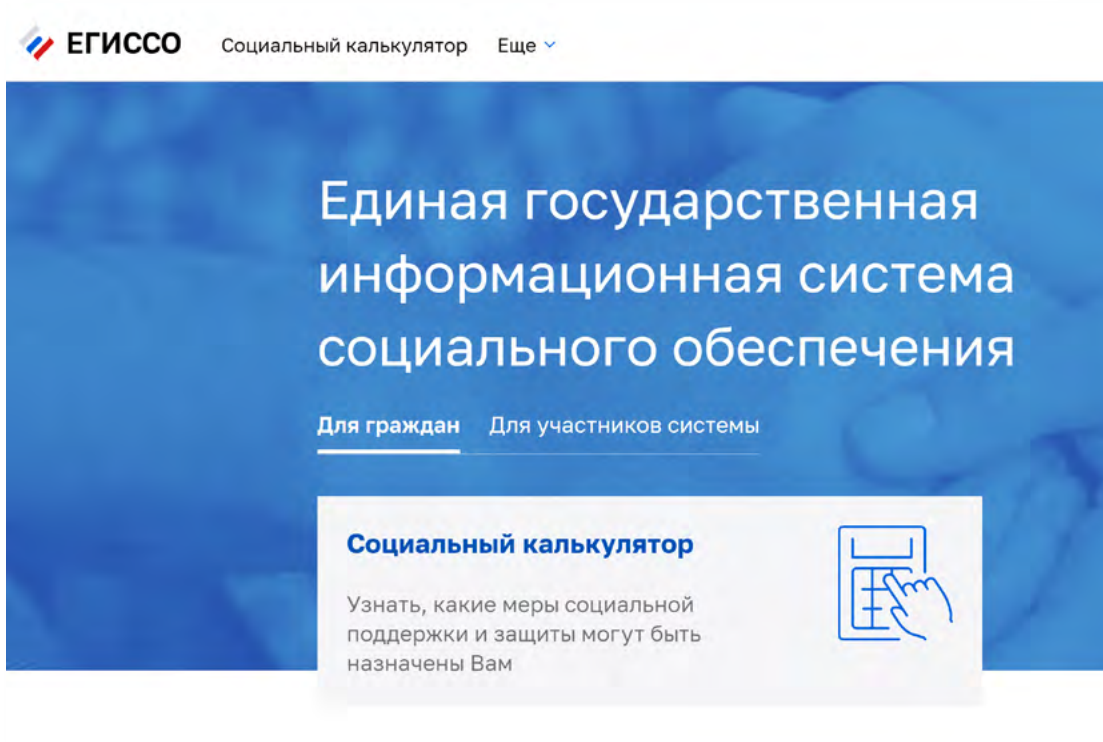 ЕГИССО Социальный калькулятор Еще
Единая государственная
информационная система
социального обеспечения
Для граждан Для участников системы
Социальный калькулятор
Узнать, какие меры социальной
поддержки и защиты могут быть
назначены Вам